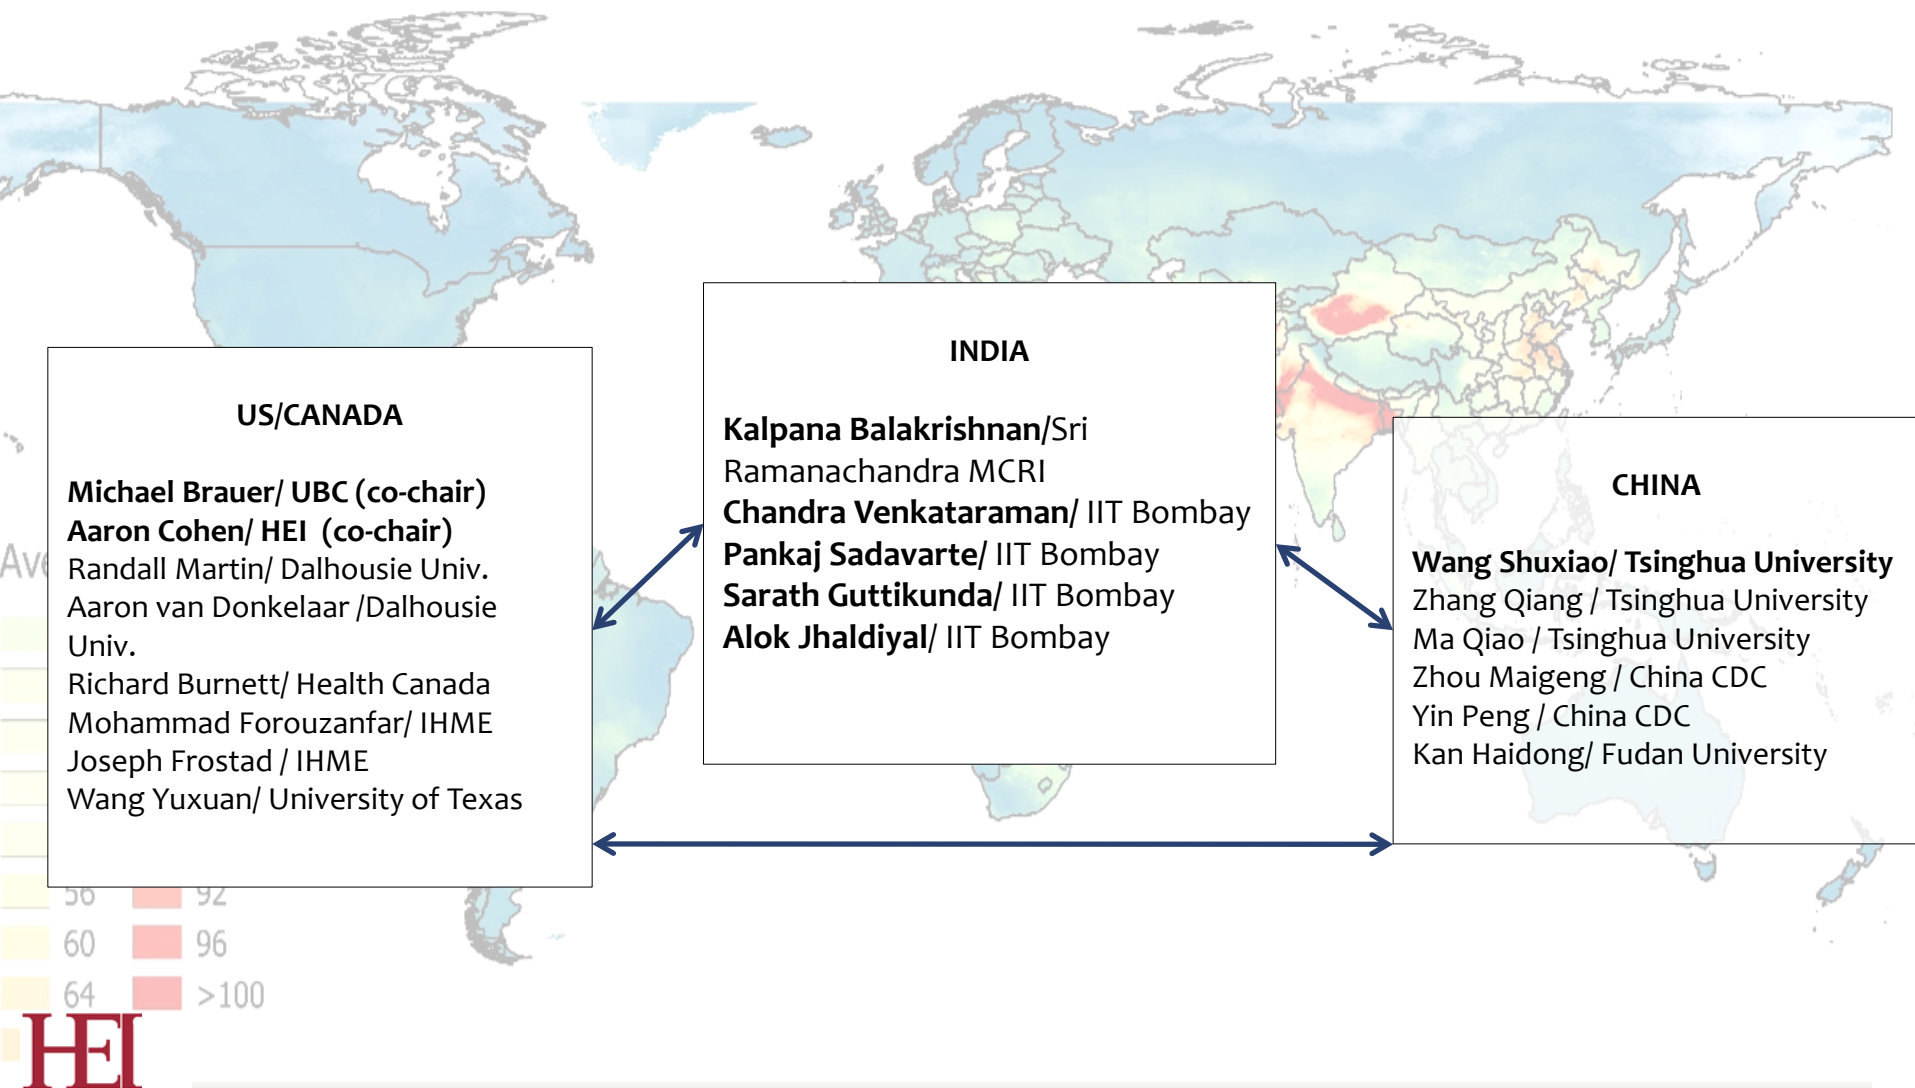 US/CANADA
Michael Brauer/ UBC (co-chair)
Aaron Cohen/ HEI (co-chair)
Randall Martin/ Dalhousie Univ.
Aaron van Donkelaar /Dalhousie
Univ.
Richard Burnett/ Health Canada
Mohammad Forouzanfar/ IHME
Joseph Frostad / IHME
Wang Yuxuan/ University of Texas
INDIA
Kalpana Balakrishnan/Sri
Ramanachandra MCRI
Chandra Venkataraman/ IIT Bombay
Pankaj Sadavarte/ IIT Bombay
Sarath Guttikunda/ IIT Bombay
Alok Jhaldiyal/ IIT Bombay
CHINA
Wang Shuxiao/ Tsinghua University
Zhang Qiang / Tsinghua University
Ma Qiao / Tsinghua University
Zhou Maigeng / China CDC
Yin Peng / China CDC
Kan Haidong/ Fudan University
56 92
60 96
64 >100
HEI